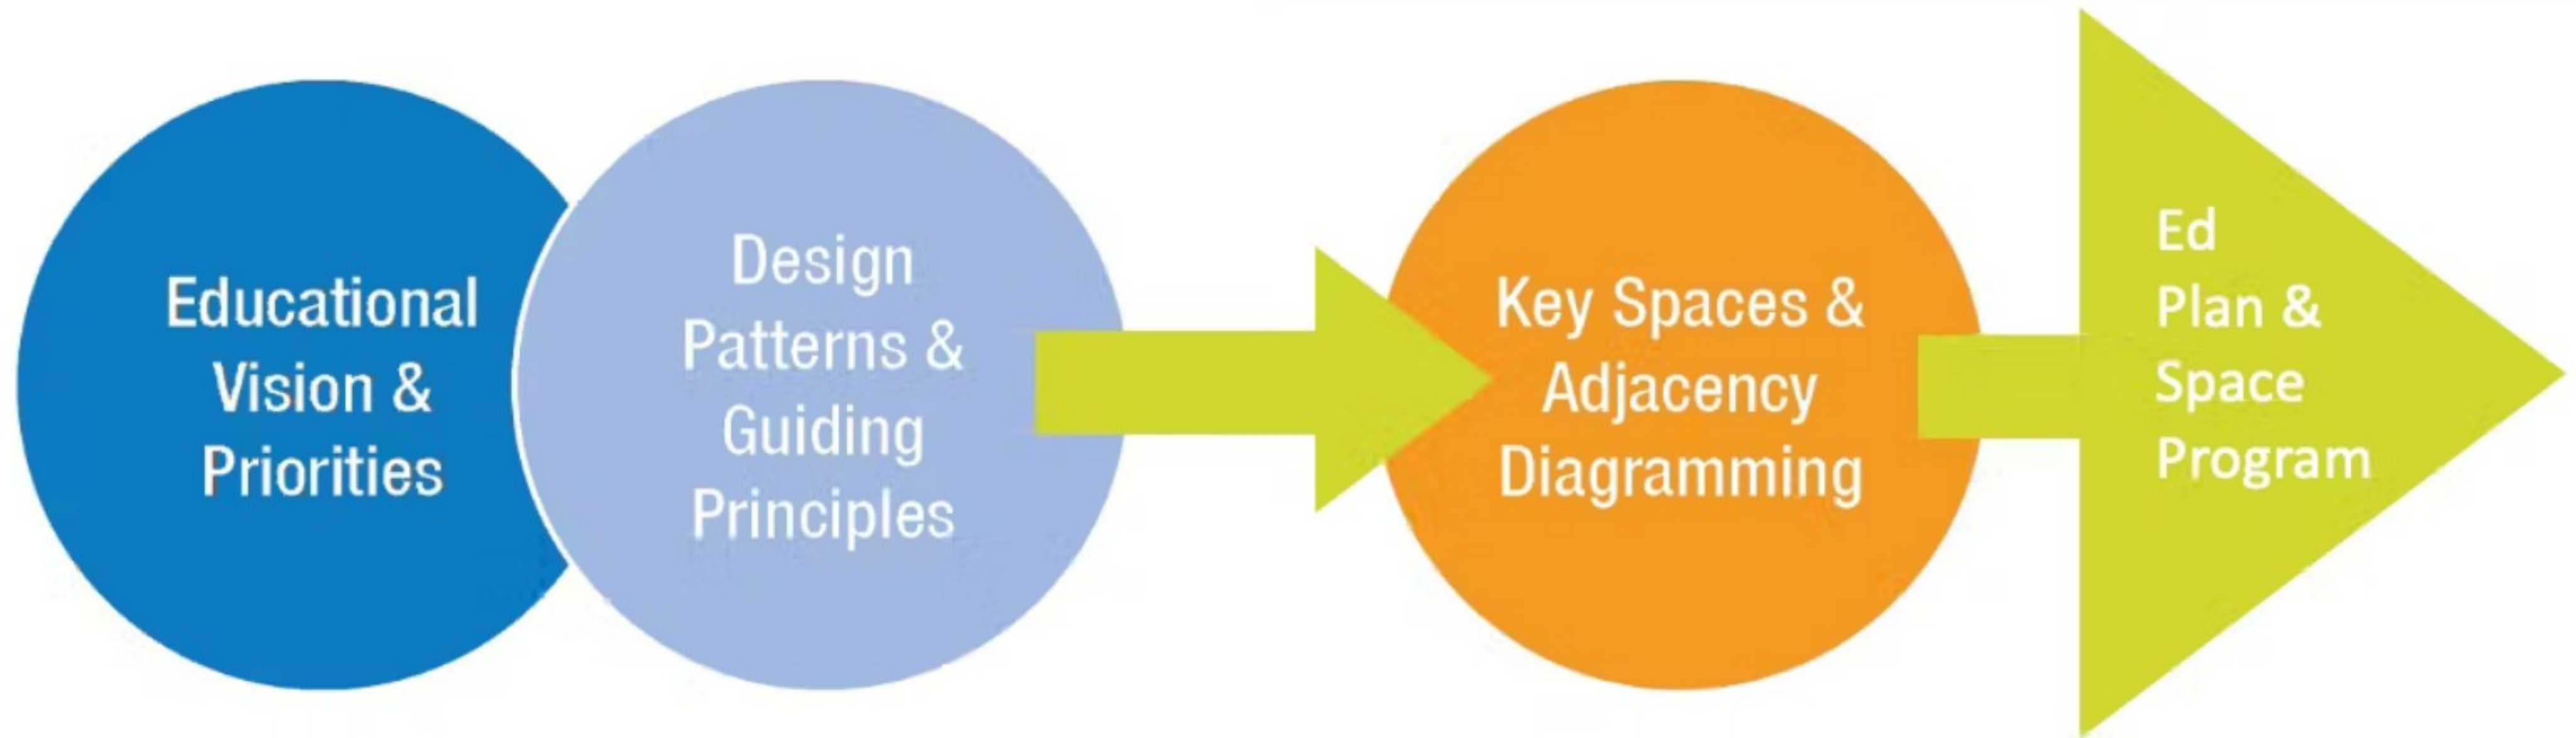 Educational
Vision &
Priorities
Design
Patterns &
Guiding
Principles
Key Spaces &
Adjacency
Diagramming
Ed
Plan &
Space
Program